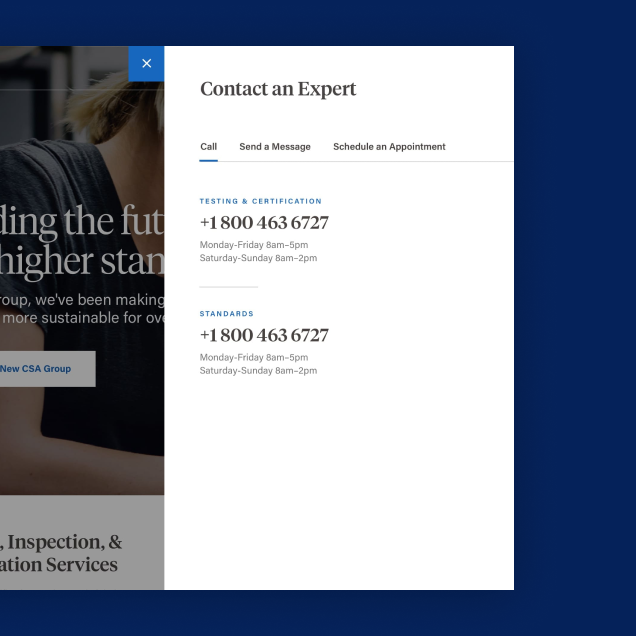 Contact an Expert
Call
Send a Message
Schedule an Appointment
TESTING & CERTIFICATION
+1 800 463 6727
Monday-Friday 8am–5pm
Saturday-Sunday 8am–2pm
STANDARDS
+1 800 463 6727
Monday-Friday 8am–5pm
Saturday-Sunday 8am–2pm
ding the fut
higher stan
roup, we've been making
more sustainable for ove
New CSA Group
, Inspection, &
ation Services